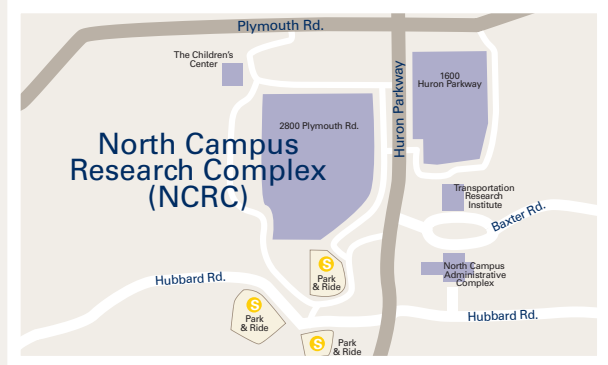 Plymouth Rd.
The Children's
Center
Huron Parkway
1600
Huron Parkway
2800 Plymouth Rd.
North Campus
Research Complex
(NCRC)
Transportation
Research
Institute
Baxter Rd.
S
Park
& Ride
North Campus
Administrative
Complex
Hubbard Rd.
S
Park
& Ride
Hubbard Rd.
S
Park
& Ride